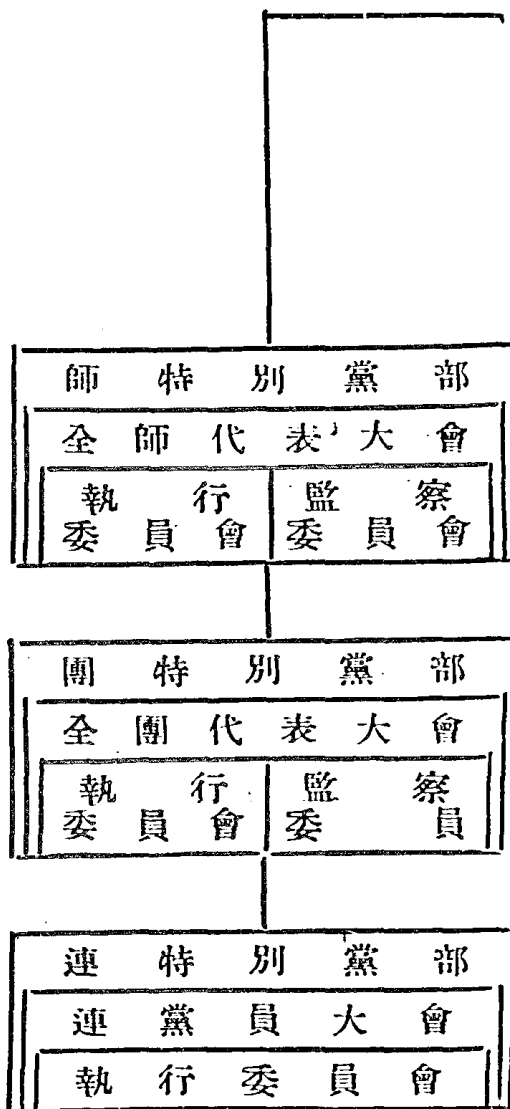 師特別黨部
全師代表大會
執行委員會
監察委員會
團特別黨部
全團代表大會
執行委員會
監察委員
連特別黨部
連黨員大會
執行委員會